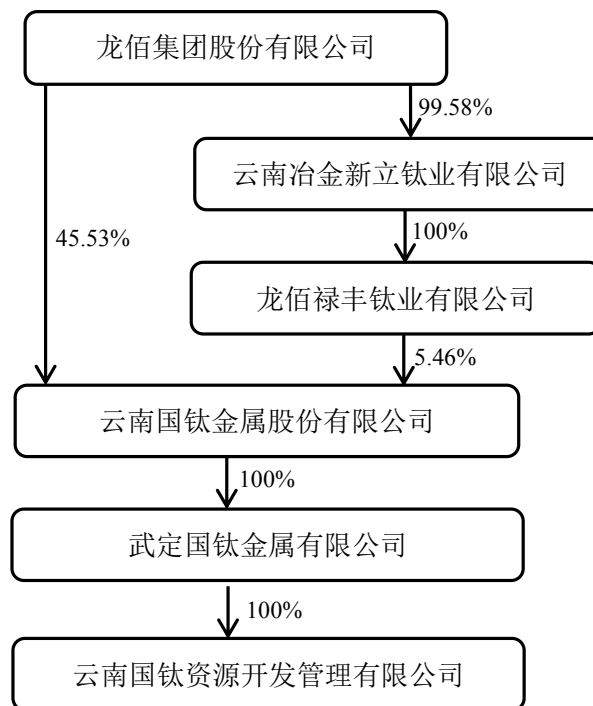 龙佰集团股份有限公司
99.58%
云南冶金新立钛业有限公司
45.53%
100%
龙佰禄丰钛业有限公司
5.46%
云南国钛金属股份有限公司
100%
武定国钛金属有限公司
100%
云南国钛资源开发管理有限公司